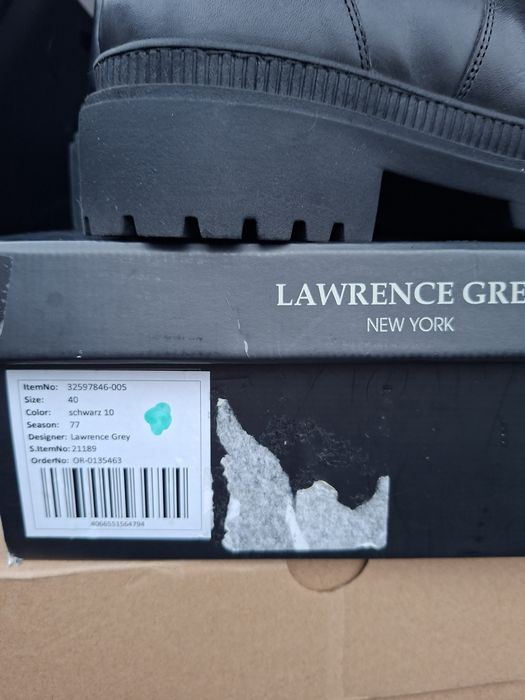 LAWRENCE GRE
NEW YORK
ItemNo: 32597846-005
Size: 40
Color: schwarz 10
Season: 77
Designer: Lawrence Grey
S.ItemNo: 21189
OrderNo: OR-0135463
4066551564794